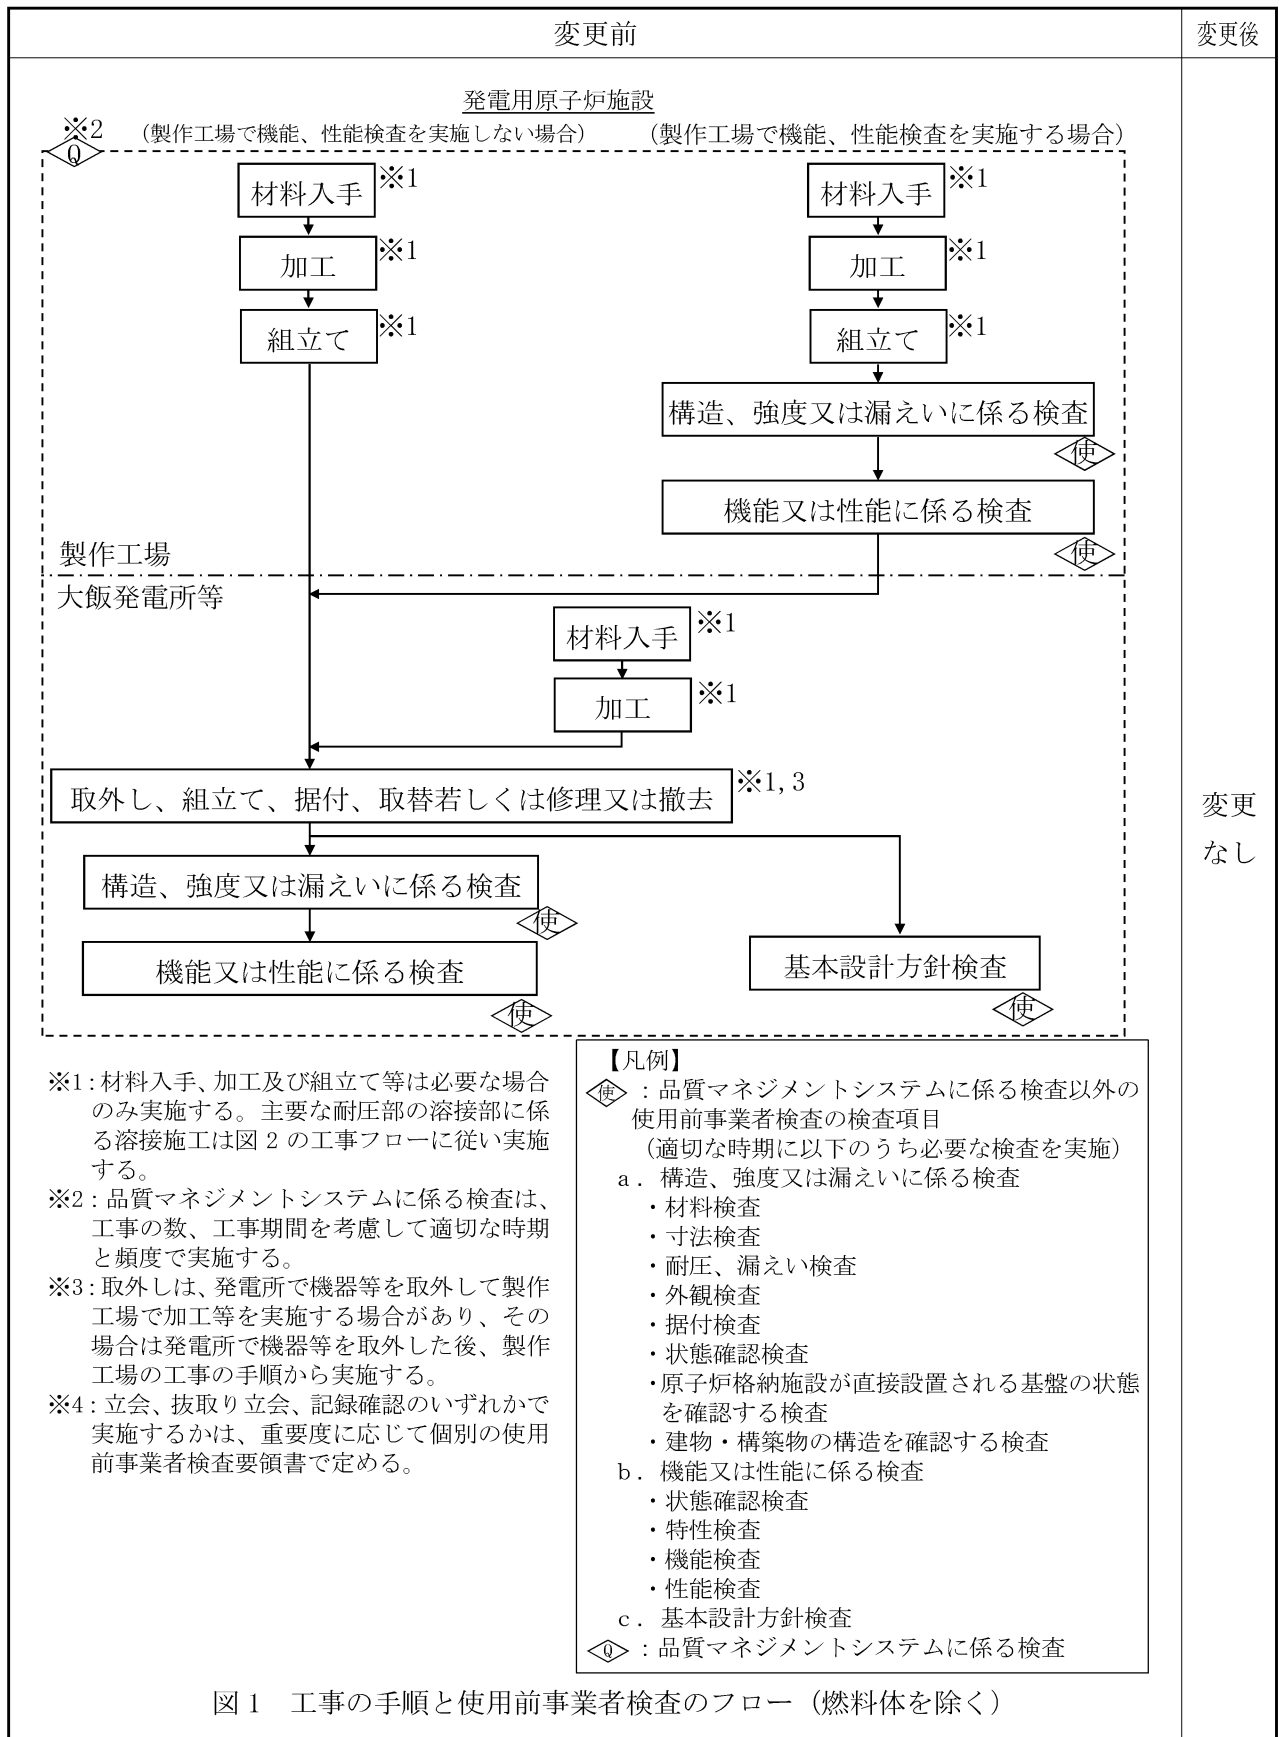 変更前
変更後
発電用原子炉施設
※2
（製作工場で機能、性能検査を実施しない場合）
（製作工場で機能、性能検査を実施する場合）
Q
材料入手
※1
加工
※1
組立て
※1
材料入手
※1
加工
※1
組立て
※1
構造、強度又は漏えいに係る検査
使
機能又は性能に係る検査
使
製作工場
大飯発電所等
材料入手
※1
加工
※1
取外し、組立て、据付、取替若しくは修理又は撤去
※1,3
構造、強度又は漏えいに係る検査
使
機能又は性能に係る検査
使
基本設計方針検査
使
変更
なし
※1：材料入手、加工及び組立て等は必要な場合
のみ実施する。主要な耐圧部の溶接部に係
る溶接施工は図 2 の工事フローに従い実施
する。
※2：品質マネジメントシステムに係る検査は、
工事の数、工事期間を考慮して適切な時期
と頻度で実施する。
※3：取外しは、発電所で機器等を取外して製作
工場で加工等を実施する場合があり、その
場合は発電所で機器等を取外した後、製作
工場の工事の手順から実施する。
※4：立会、抜取り立会、記録確認のいずれかで
実施するかは、重要度に応じて個別の使用
前事業者検査要領書で定める。
【凡例】
使：品質マネジメントシステムに係る検査以外の
使用前事業者検査の検査項目
（適切な時期に以下のうち必要な検査を実施）
a．構造、強度又は漏えいに係る検査
・材料検査
・寸法検査
・耐圧、漏えい検査
・外観検査
・据付検査
・状態確認検査
・原子炉格納施設が直接設置される基盤の状態
を確認する検査
・建物・構築物の構造を確認する検査
b．機能又は性能に係る検査
・状態確認検査
・特性検査
・機能検査
・性能検査
c．基本設計方針検査
Q：品質マネジメントシステムに係る検査
図 1　工事の手順と使用前事業者検査のフロー（燃料体を除く）